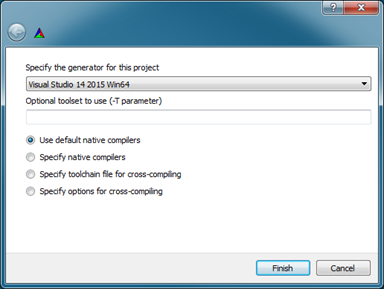 Specify the generator for this project
Visual Studio 14 2015 Win64
Optional toolset to use (-T parameter)
Use default native compilers
Specify native compilers
Specify toolchain file for cross-compiling
Specify options for cross-compiling
Finish
Cancel